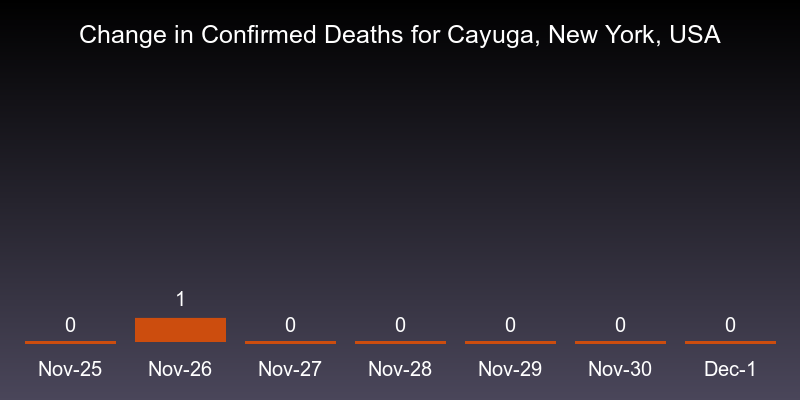 Change in Confirmed Deaths for Cayuga, New York, USA
0 1 0 0 0 0 0
Nov-25 Nov-26 Nov-27 Nov-28 Nov-29 Nov-30 Dec-1